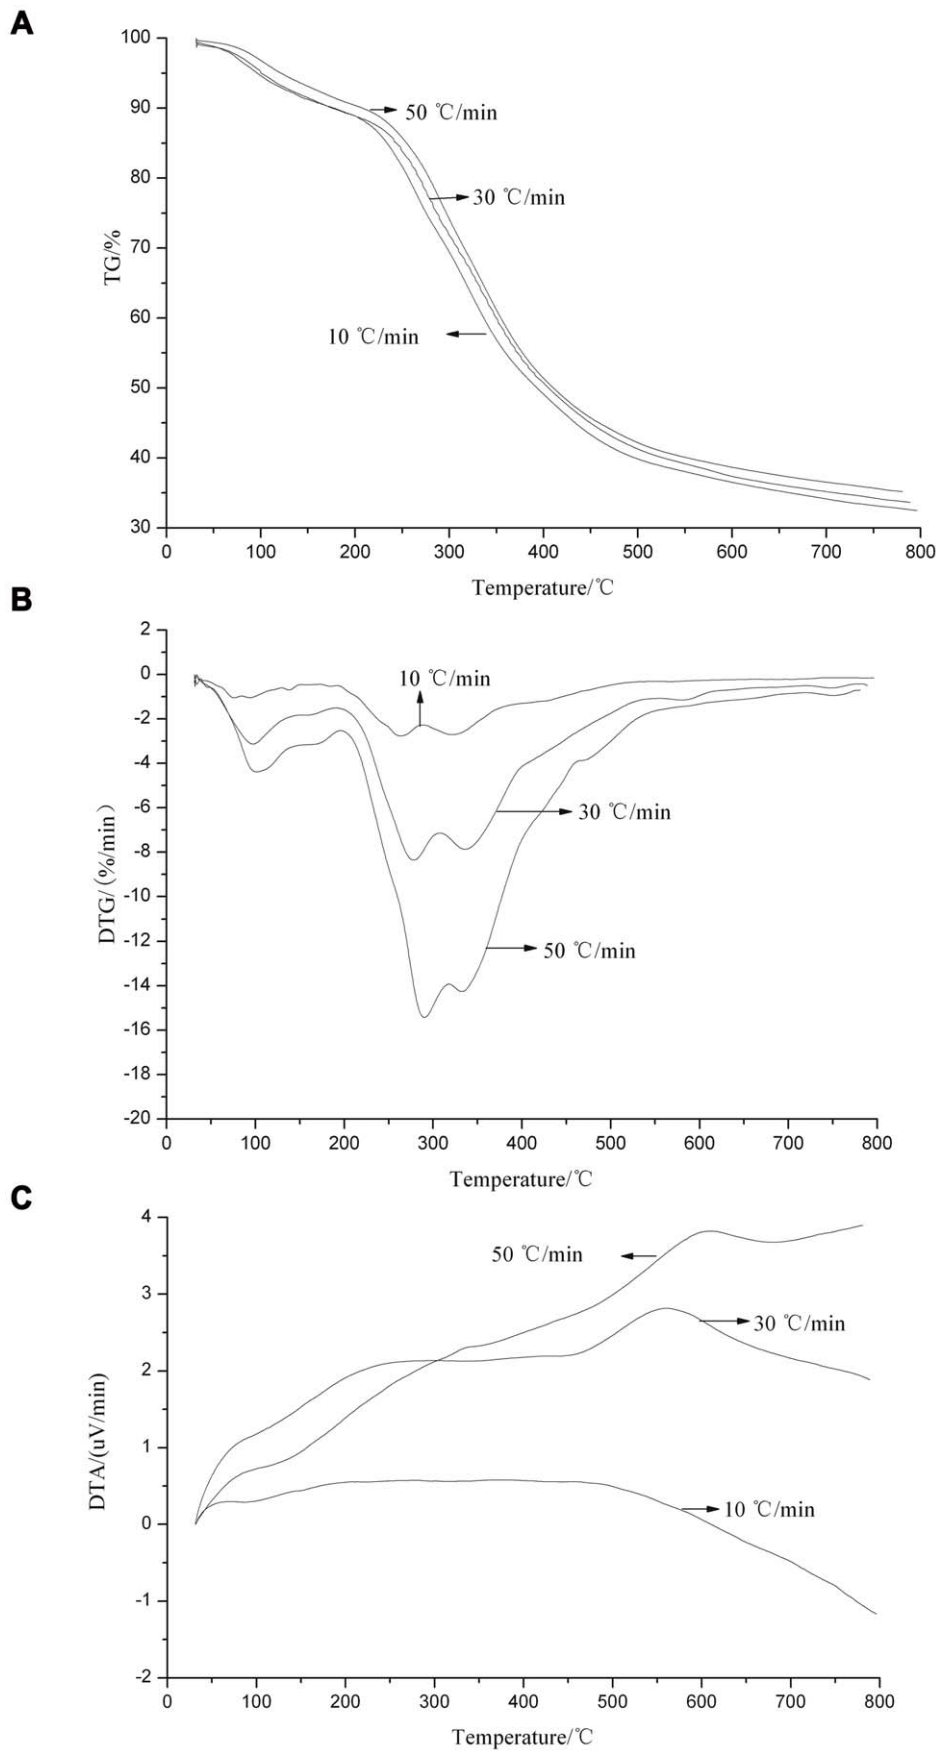 A
100
90
80
70
60
50
40
30
TG/%
50 ℃/min
30 ℃/min
10 ℃/min
0 100 200 300 400 500 600 700 800
Temperature/℃
B
2
0
-2
-4
-6
-8
-10
-12
-14
-16
-18
-20
DTG/ (%/min)
10 ℃/min
30 ℃/min
50 ℃/min
0 100 200 300 400 500 600 700 800
Temperature/℃
C
4
3
2
1
0
-1
-2
DTA/(uV/min)
50 ℃/min
30 ℃/min
10 ℃/min
0 100 200 300 400 500 600 700 800
Temperature/℃